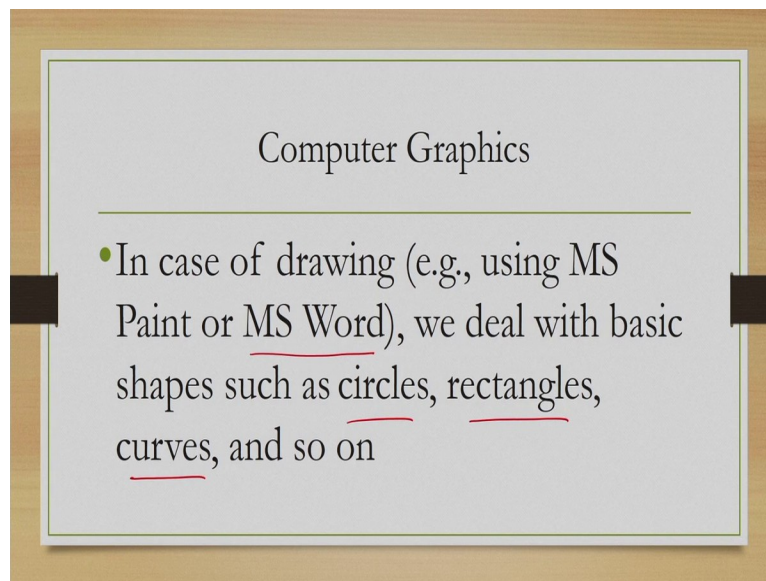 Computer Graphics
•In case of drawing (e.g., using MS
Paint or MS Word), we deal with basic
shapes such as circles, rectangles,
curves, and so on